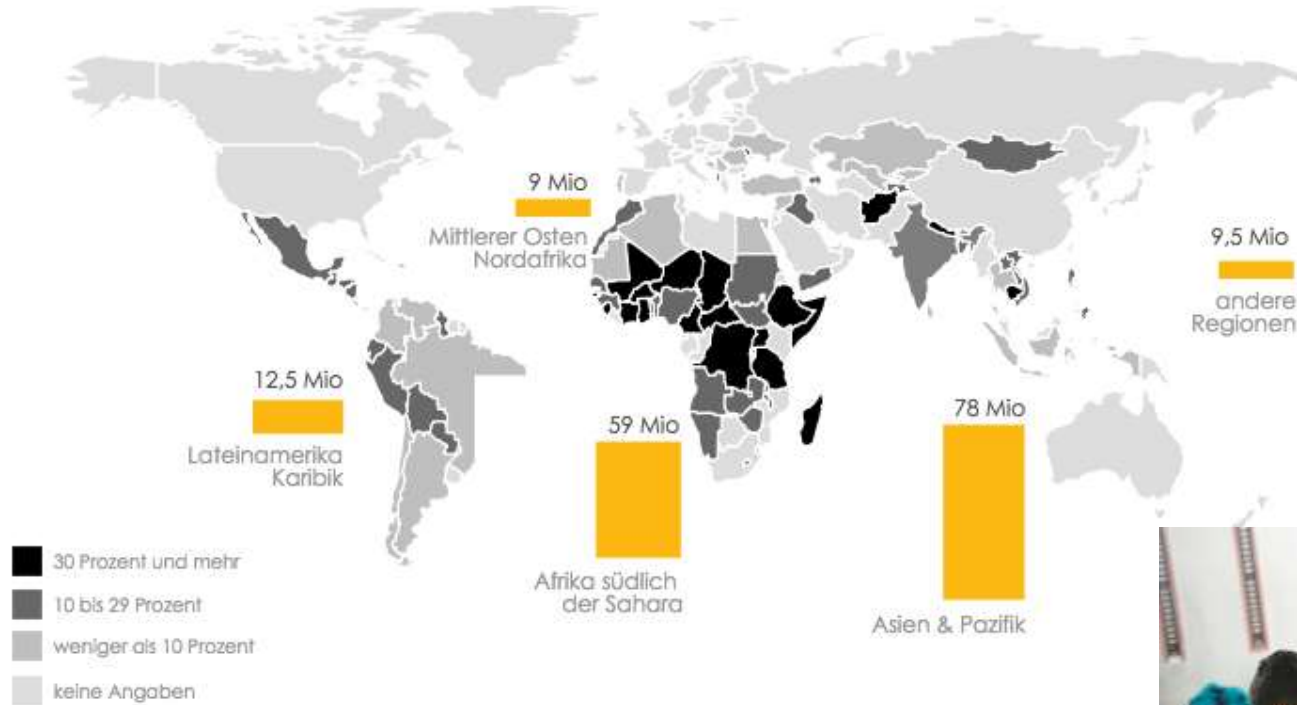 9 Mio
Mittlerer Osten
Nordafrika
9,5 Mio
andere
Regionen
12,5 Mio
Lateinamerika
Karibik
59 Mio
Afrika südlich
der Sahara
78 Mio
Asien & Pazifik
30 Prozent und mehr
10 bis 29 Prozent
weniger als 10 Prozent
keine Angaben